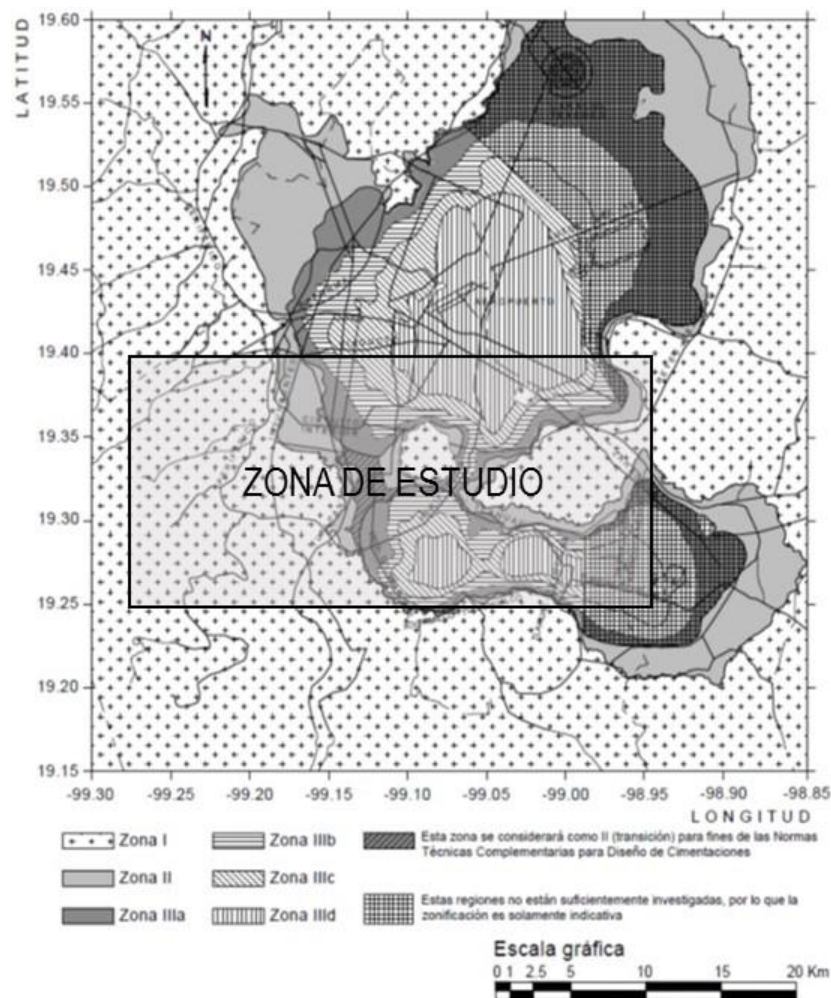 LATITUD
19.60
19.55
19.50
19.45
19.40
19.35
19.30
19.25
19.20
19.15
N
AEROPUERTO
ZONA DE ESTUDIO
-99.30 -99.25 -99.20 -99.15 -99.10 -99.05 -99.00 -98.95 -98.90 -98.85
LONGITUD
Zona I
Zona II
Zona IIIa
Zona IIIb
Zona IIIc
Zona IIId
Esta zona se considerará como II (transición) para fines de las Normas
Técnicas Complementarias para Diseño de Cimentaciones
Estas regiones no están suficientemente investigadas, por lo que la
zonificación es solamente indicativa
Escala gráfica
0 1 2.5 5 10 15 20 Km